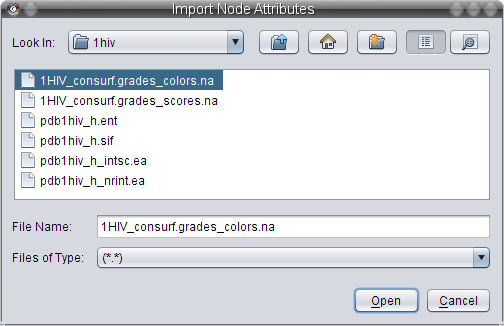 Import Node Attributes
Look In: 1hiv
1HIV_consurf.grades_colors.na
1HIV_consurf.grades_scores.na
pdb1hiv_h.ent
pdb1hiv_h.sif
pdb1hiv_h_intsc.ea
pdb1hiv_h_nrint.ea
File Name: 1HIV_consurf.grades_colors.na
Files of Type: (*.*)
Open Cancel